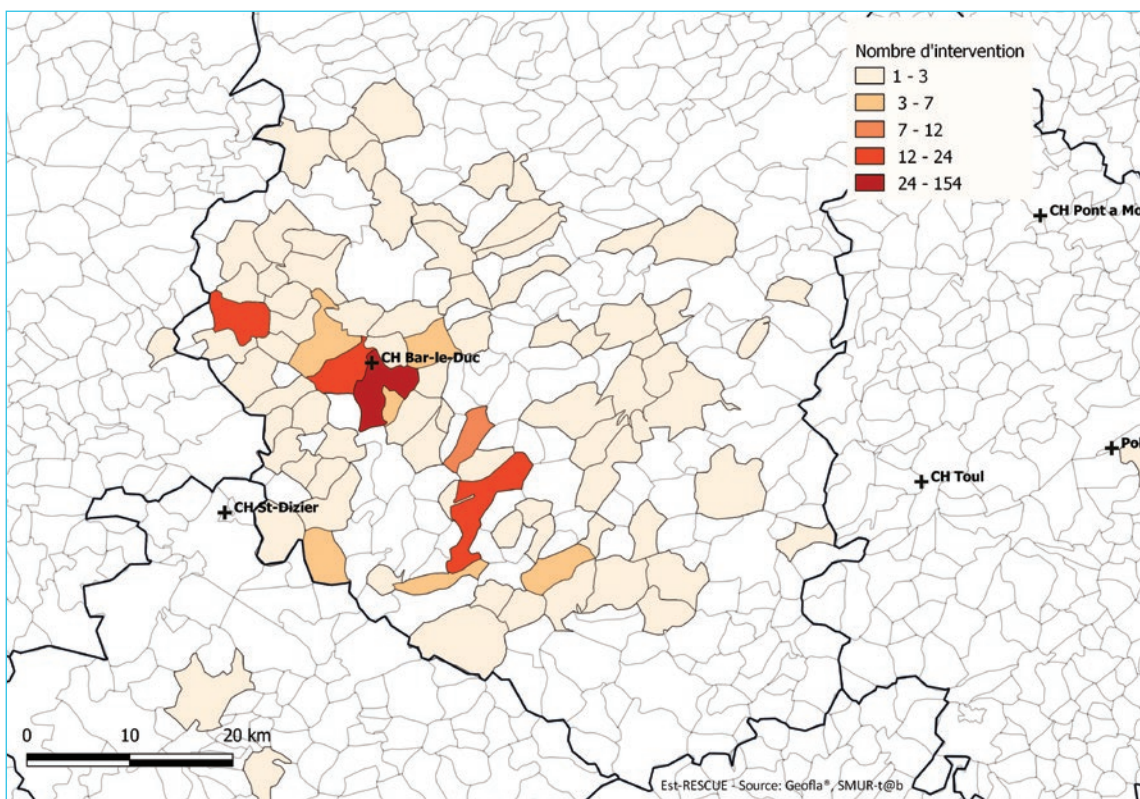 Nombre d'intervention
1 - 3
3 - 7
7 - 12
12 - 24
24 - 154
CH Pont a Mo
CH Bar-le-Duc
Po
CH Toul
CH St-Dizier
0 10 20 km
Est-RESCUE - Source: Geofla®, SMUR-t@b